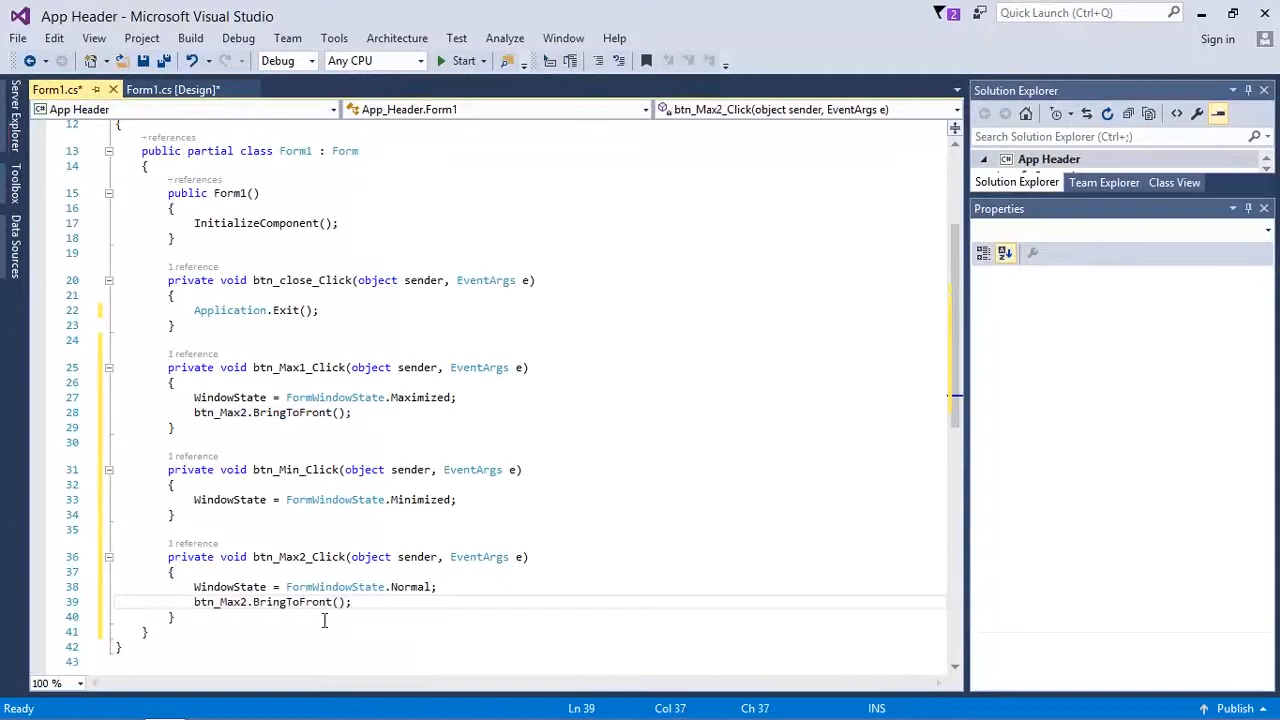 App Header - Microsoft Visual Studio
2
Quick Launch (Ctrl+Q)
File Edit View Project Build Debug Team Tools Architecture Test Analyze Window Help
Sign in
Debug Any CPU Start
Server Explorer
Toolbox
Data Sources
Form1.cs* Form1.cs [Design]*
App Header App_Header.Form1 btn_Max2_Click(object sender, EventArgs e)
12 {
references
13 public partial class Form1 : Form
14 {
references
15 public Form1()
16 {
17 InitializeComponent();
18 }
19
1 reference
20 private void btn_close_Click(object sender, EventArgs e)
21 {
22 Application.Exit();
23 }
24
1 reference
25 private void btn_Max1_Click(object sender, EventArgs e)
26 {
27 WindowState = FormWindowState.Maximized;
28 btn_Max2.BringToFront();
29 }
30
1 reference
31 private void btn_Min_Click(object sender, EventArgs e)
32 {
33 WindowState = FormWindowState.Minimized;
34 }
35
1 reference
36 private void btn_Max2_Click(object sender, EventArgs e)
37 {
38 WindowState = FormWindowState.Normal;
39 btn_Max2.BringToFront();
40 }
41 }
42 }
43
100 %
Solution Explorer
Search Solution Explorer (Ctrl+;)
App Header
Solution Explorer Team Explorer Class View
Properties
Ready Ln 39 Col 37 Ch 37 INS Publish